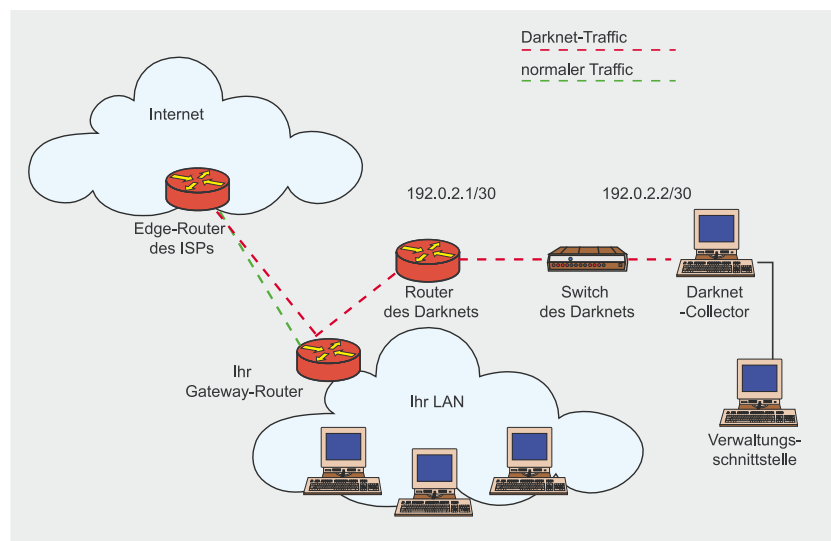 Darknet-Traffic
normaler Traffic
Internet
192.0.2.1/30
192.0.2.2/30
Edge-Router
des ISPs
Router
des Darknets
Switch
des Darknets
Darknet
-Collector
Ihr
Gateway-Router
Ihr LAN
Verwaltungs-
schnittstelle